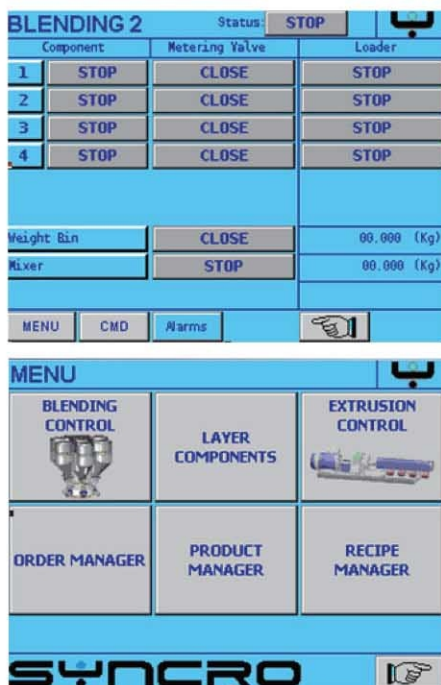 BLENDING 2 Status: STOP
Component Metering Valve Loader
1 STOP CLOSE STOP
2 STOP CLOSE STOP
3 STOP CLOSE STOP
4 STOP CLOSE STOP
Weight Bin CLOSE 00.000 (Kg)
Mixer STOP 00.000 (Kg)
MENU CMD Alarms
MENU
BLENDING
CONTROL
LAYER
COMPONENTS
EXTRUSION
CONTROL
ORDER MANAGER
PRODUCT
MANAGER
RECIPE
MANAGER
SYNCRO